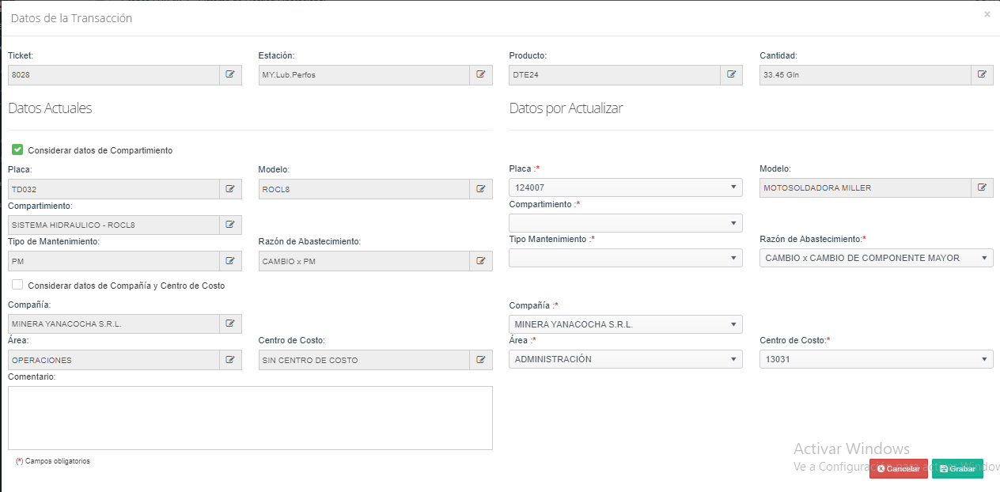 Datos de la Transacción
×
Ticket: Estación: Producto: Cantidad:
8028 MY.Lub.Perfos DTE24 33.45 Gln
Datos Actuales Datos por Actualizar
Considerar datos de Compartimiento
Placa: Modelo: Placa :* Modelo:
TD032 ROCL8 124007 MOTOSOLDADORA MILLER
Compartimiento: Compartimiento :*
SISTEMA HIDRAULICO - ROCL8
Tipo de Mantenimiento: Razón de Abastecimiento: Tipo Mantenimiento :* Razón de Abastecimiento:*
PM CAMBIO x PM CAMBIO x CAMBIO DE COMPONENTE MAYOR
Considerar datos de Compañía y Centro de Costo
Compañía: Compañía :*
MINERA YANACOCHA S.R.L. MINERA YANACOCHA S.R.L.
Área: Centro de Costo: Área :* Centro de Costo:*
OPERACIONES SIN CENTRO DE COSTO ADMINISTRACIÓN 13031
Comentario:
(*) Campos obligatorios
Activar Windows
Ve a Configuración para activar Windows
Cancelar Grabar